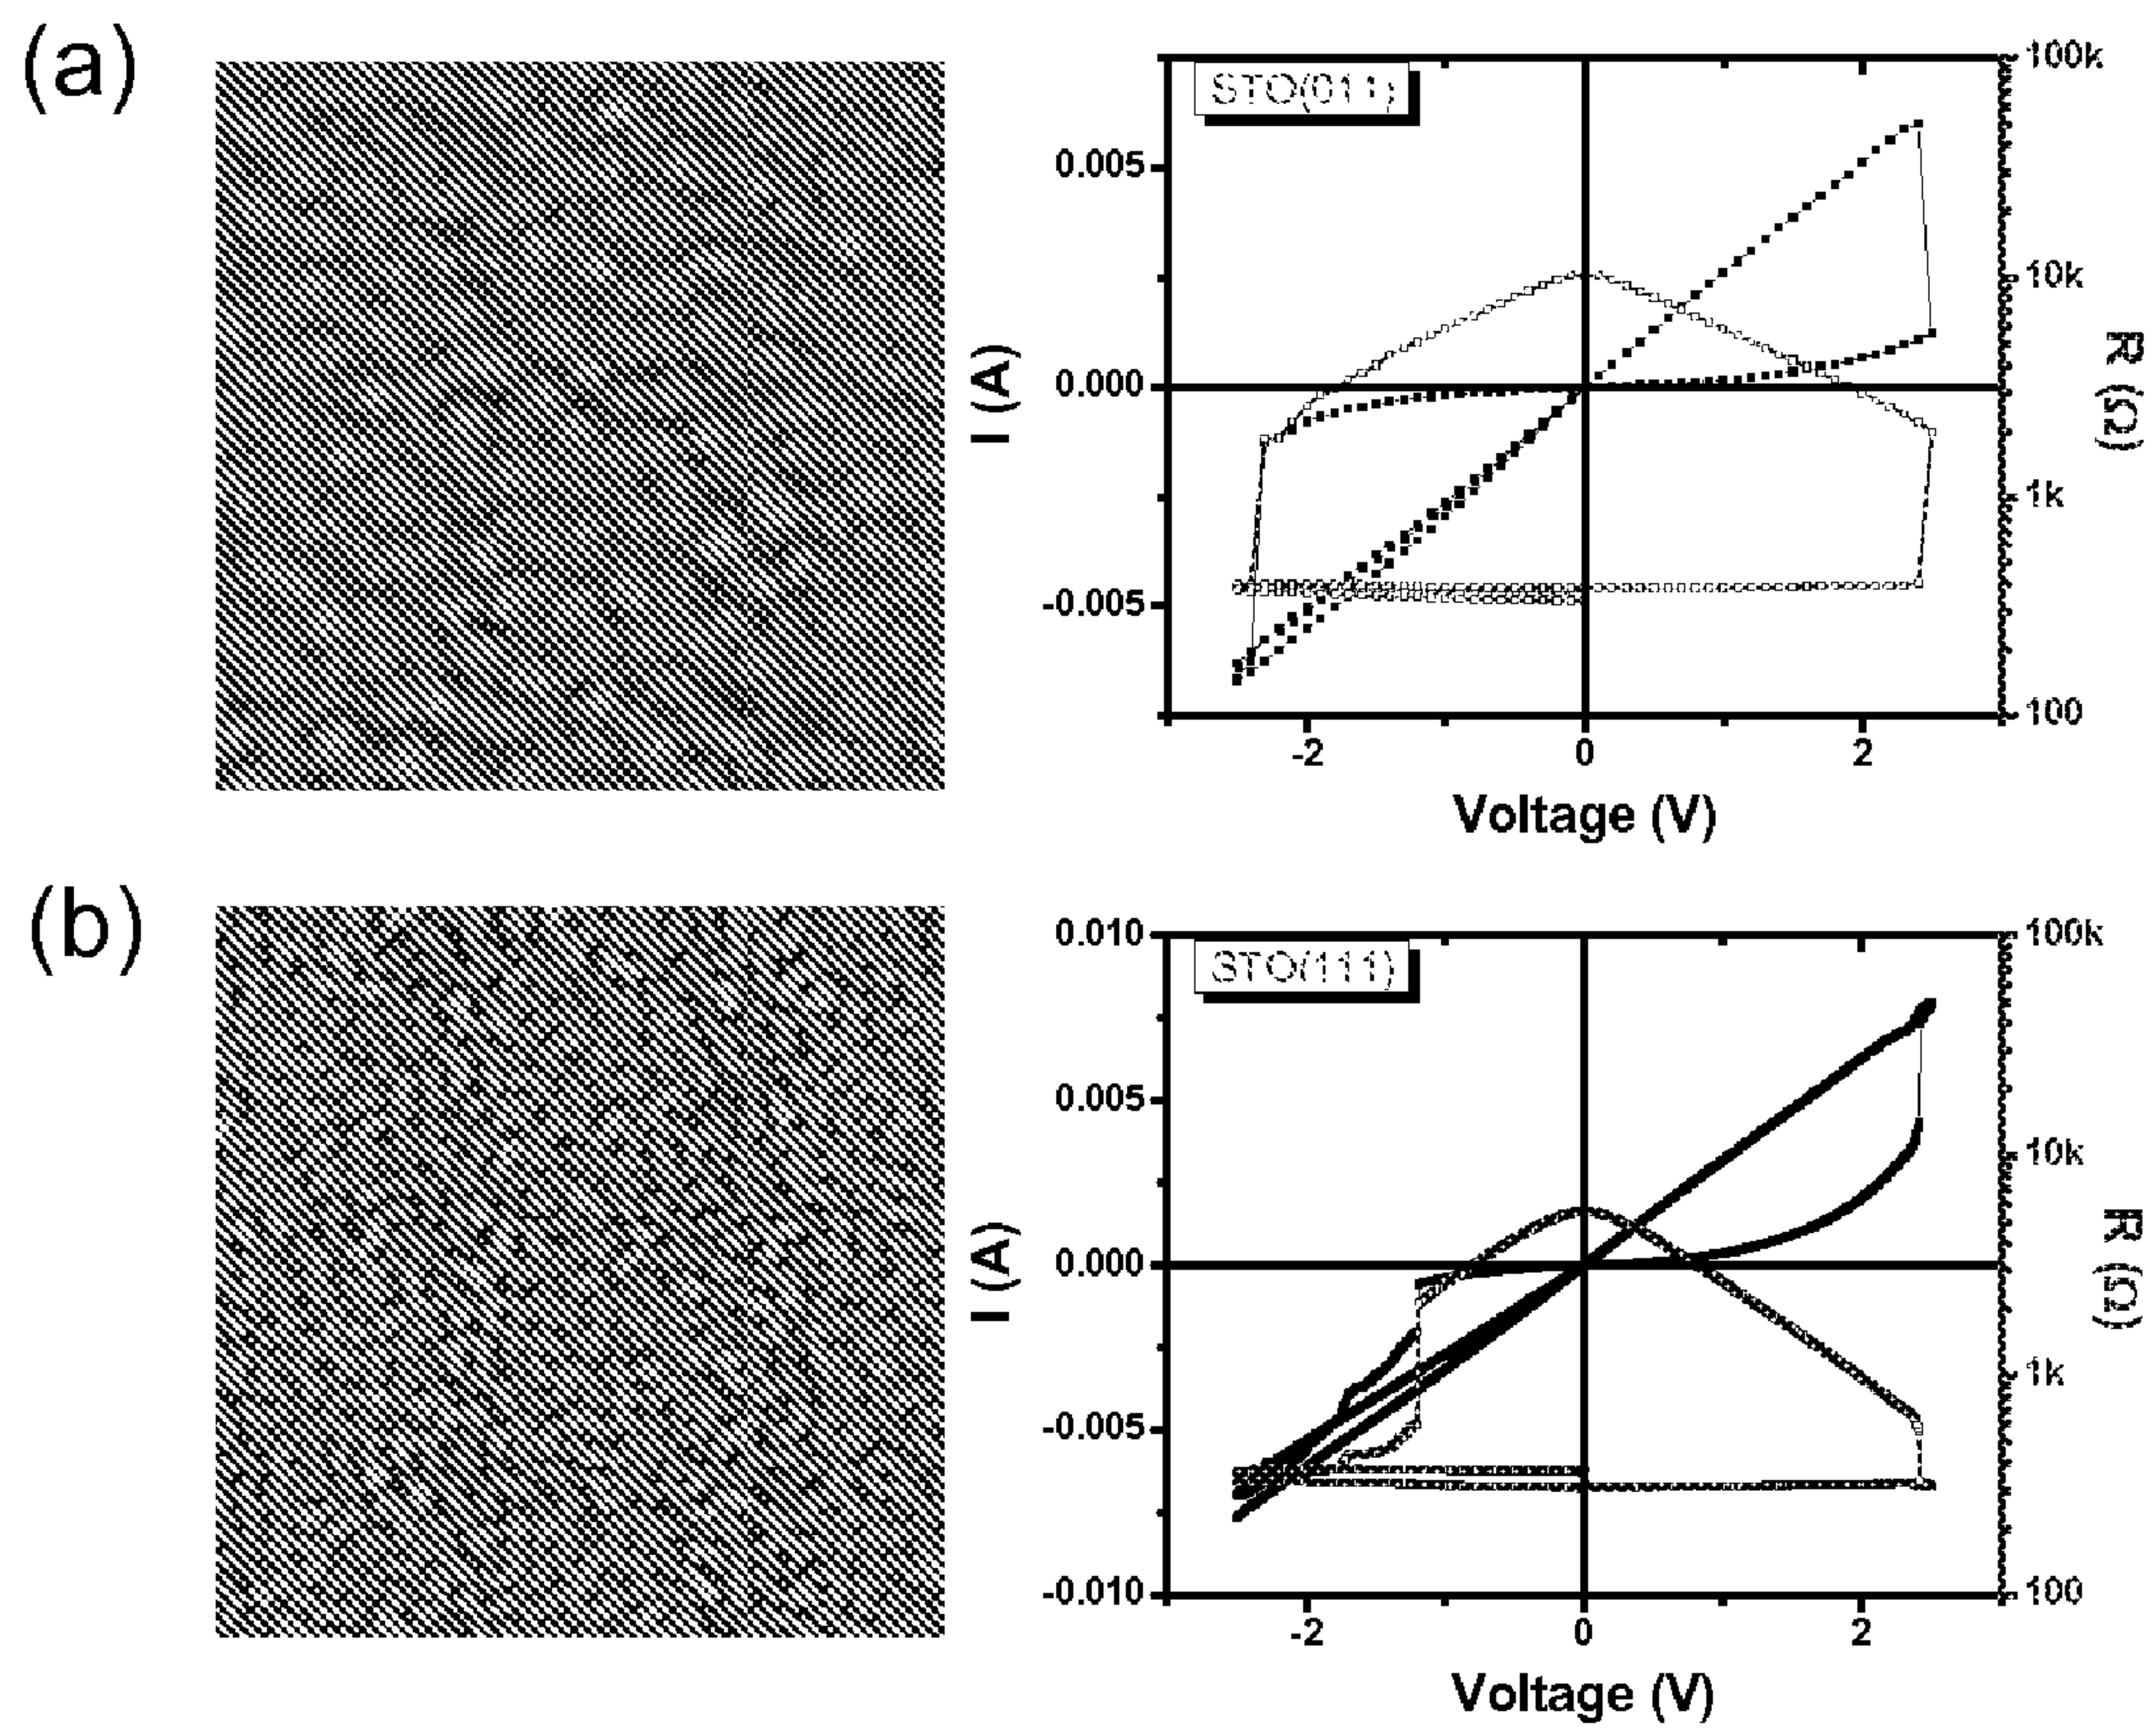 (a)
STO(011)
0.005
0.000
-0.005
I (A)
100k
10k
1k
100
R (Ω)
-2 0 2
Voltage (V)
(b)
STO(111)
0.010
0.005
0.000
-0.005
-0.010
I (A)
100k
10k
1k
100
R (Ω)
-2 0 2
Voltage (V)